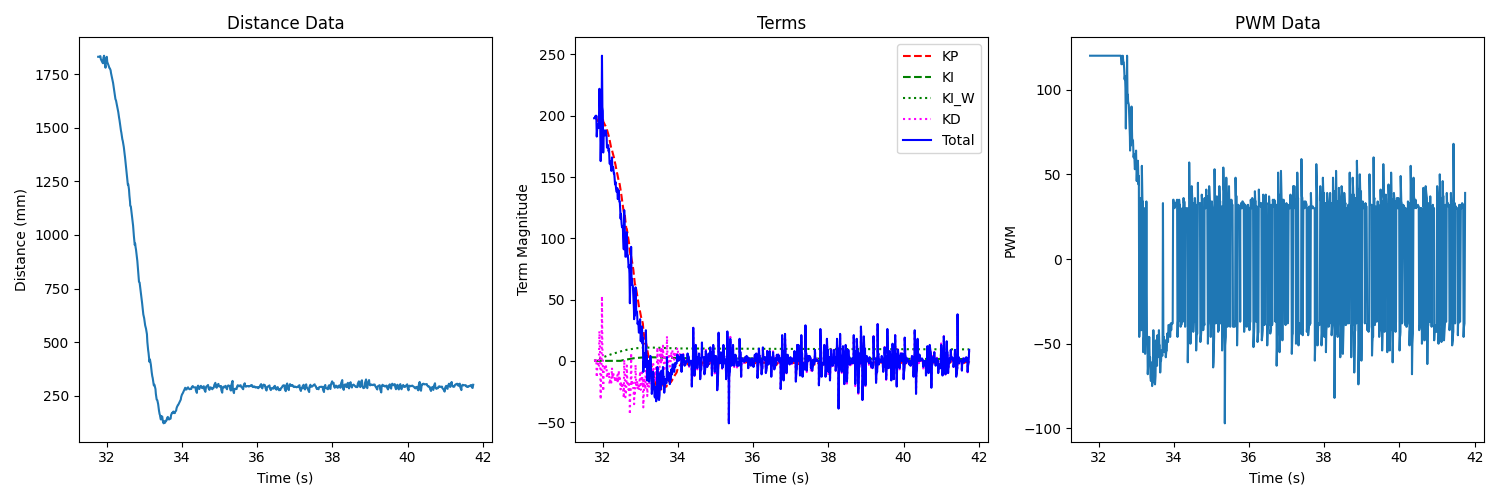 Distance Data
Distance (mm)
1750
1500
1250
1000
750
500
250
32
34
36
38
40
42
Time (s)
Terms
Term Magnitude
250
200
150
100
50
0
−50
KP
KI
KI_W
KD
Total
32
34
36
38
40
42
Time (s)
PWM Data
PWM
100
50
0
−50
−100
32
34
36
38
40
42
Time (s)